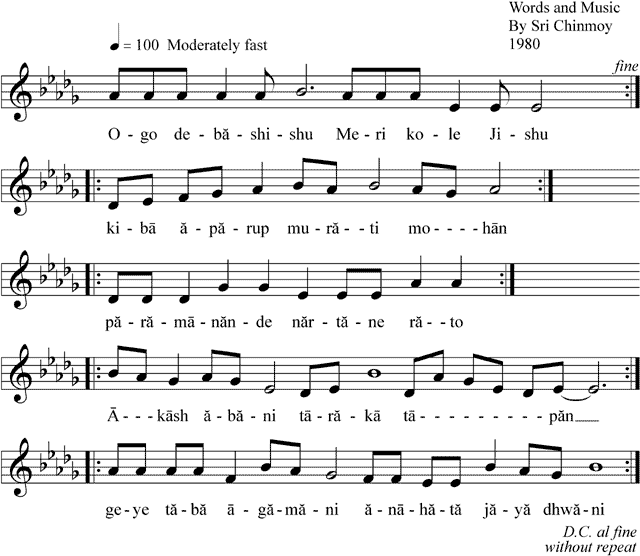 Words and Music
By Sri Chinmoy
1980
♩ = 100 Moderately fast
fine
O - go de - bă - shi - shu Me - ri ko - le Ji - shu
ki - bā ă - pă - rup mu - ră - ti mo - - - hăn
pă - ră - mā - năn - de năr - tă - ne ră - - to
Ā - - - kāsh ă - bă - ni tā - ră - kā tā - - - - - - - - - - păn
ge - ye tă - bă ā - gă - mă - ni ă - nā - hă - tă jă - yă dhwă - ni
D.C. al fine
without repeat